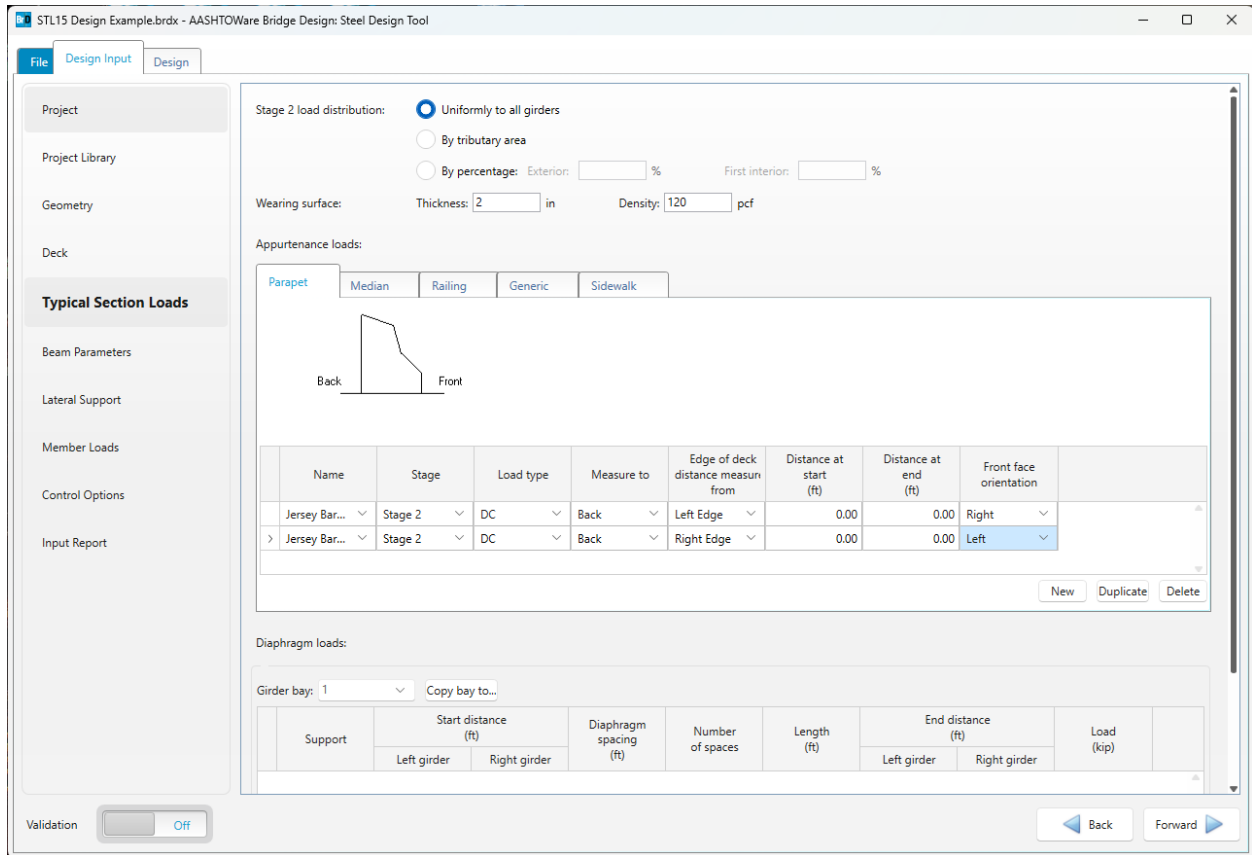 BrD STL15 Design Example.brdx - AASHTOWare Bridge Design: Steel Design Tool
File Design Input Design
Project
Project Library
Geometry
Deck
Typical Section Loads
Beam Parameters
Lateral Support
Member Loads
Control Options
Input Report
Stage 2 load distribution: Uniformly to all girders
By tributary area
By percentage: Exterior: % First interior: %
Wearing surface: Thickness: 2 in Density: 120 pcf
Appurtenance loads:
Parapet Median Railing Generic Sidewalk
Back Front
Name Stage Load type Measure to Edge of deck distance measure from Distance at start (ft) Distance at end (ft) Front face orientation
Jersey Bar... Stage 2 DC Back Left Edge 0.00 0.00 Right
Jersey Bar... Stage 2 DC Back Right Edge 0.00 0.00 Left
New Duplicate Delete
Diaphragm loads:
Girder bay: 1 Copy bay to...
Support Start distance (ft) Diaphragm spacing (ft) Number of spaces Length (ft) End distance (ft) Load (kip)
Left girder Right girder Left girder Right girder
Validation Off Back Forward